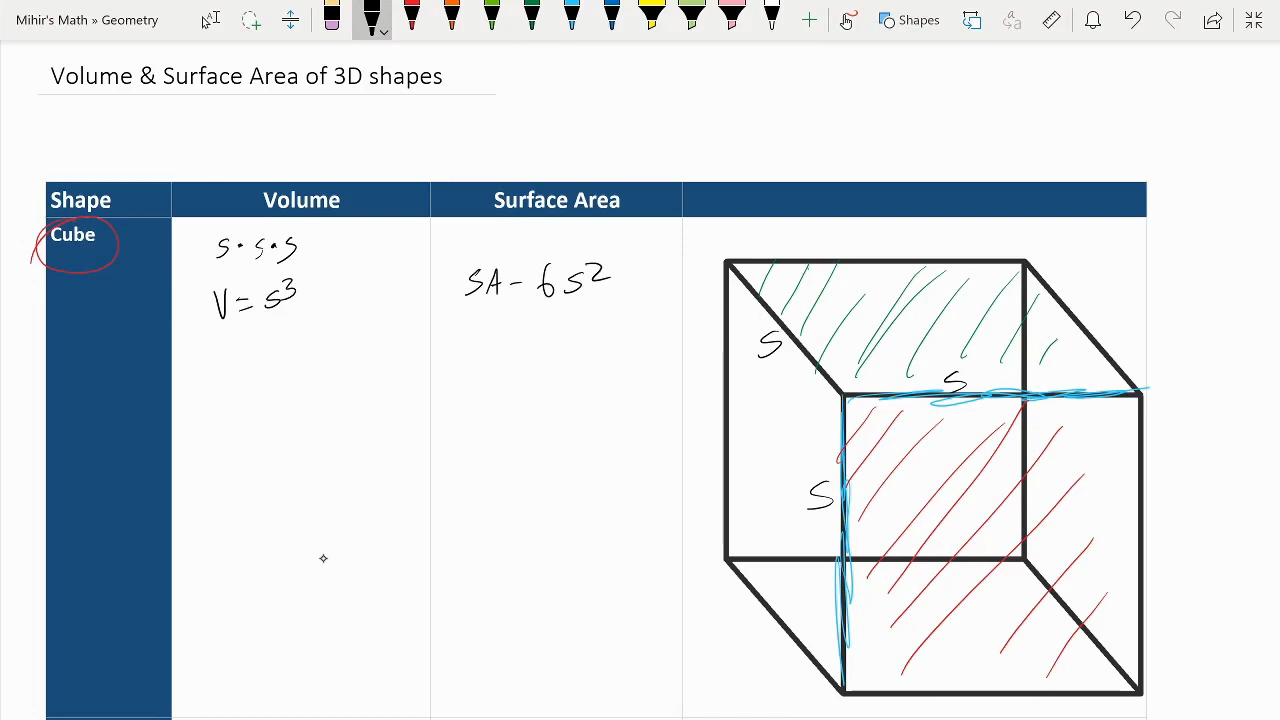 Mihir's Math » Geometry
Shapes
Volume & Surface Area of 3D shapes
Shape Volume Surface Area
Cube
s · s · s
V = s³
SA - 6s²
s
s
s